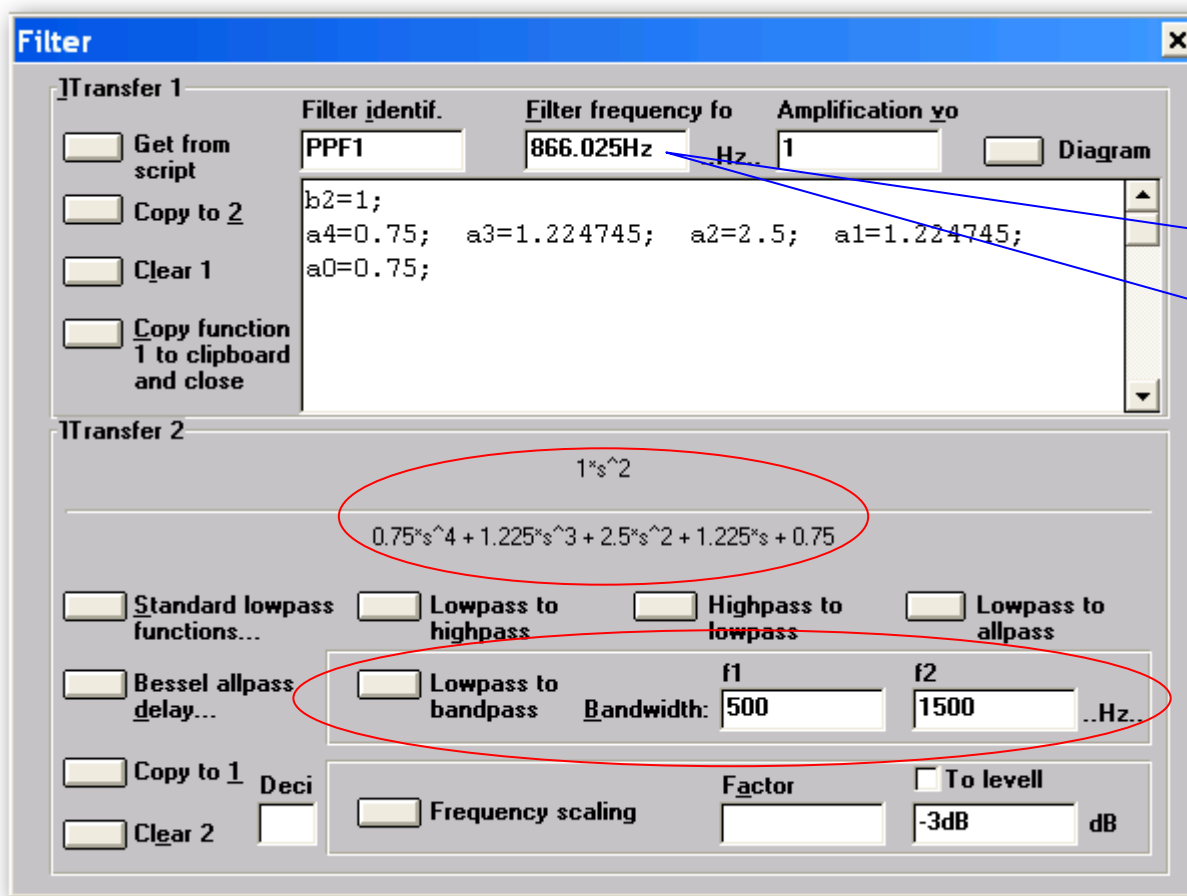 Filter
Transfer 1
Filter identif. Filter frequency fo Amplification vo
Get from script
PPF1 866.025Hz ..Hz.. 1 Diagram
Copy to 2
Clear 1
Copy function 1 to clipboard and close
b2=1;
a4=0.75; a3=1.224745; a2=2.5; a1=1.224745;
a0=0.75;
Transfer 2
1*s^2
0.75*s^4 + 1.225*s^3 + 2.5*s^2 + 1.225*s + 0.75
Standard lowpass functions...
Lowpass to highpass
Highpass to lowpass
Lowpass to allpass
Bessel allpass delay...
Lowpass to bandpass
Bandwidth:
f1
500
f2
1500
..Hz..
Copy to 1
Deci
Clear 2
Frequency scaling
Factor
To levell
-3dB dB